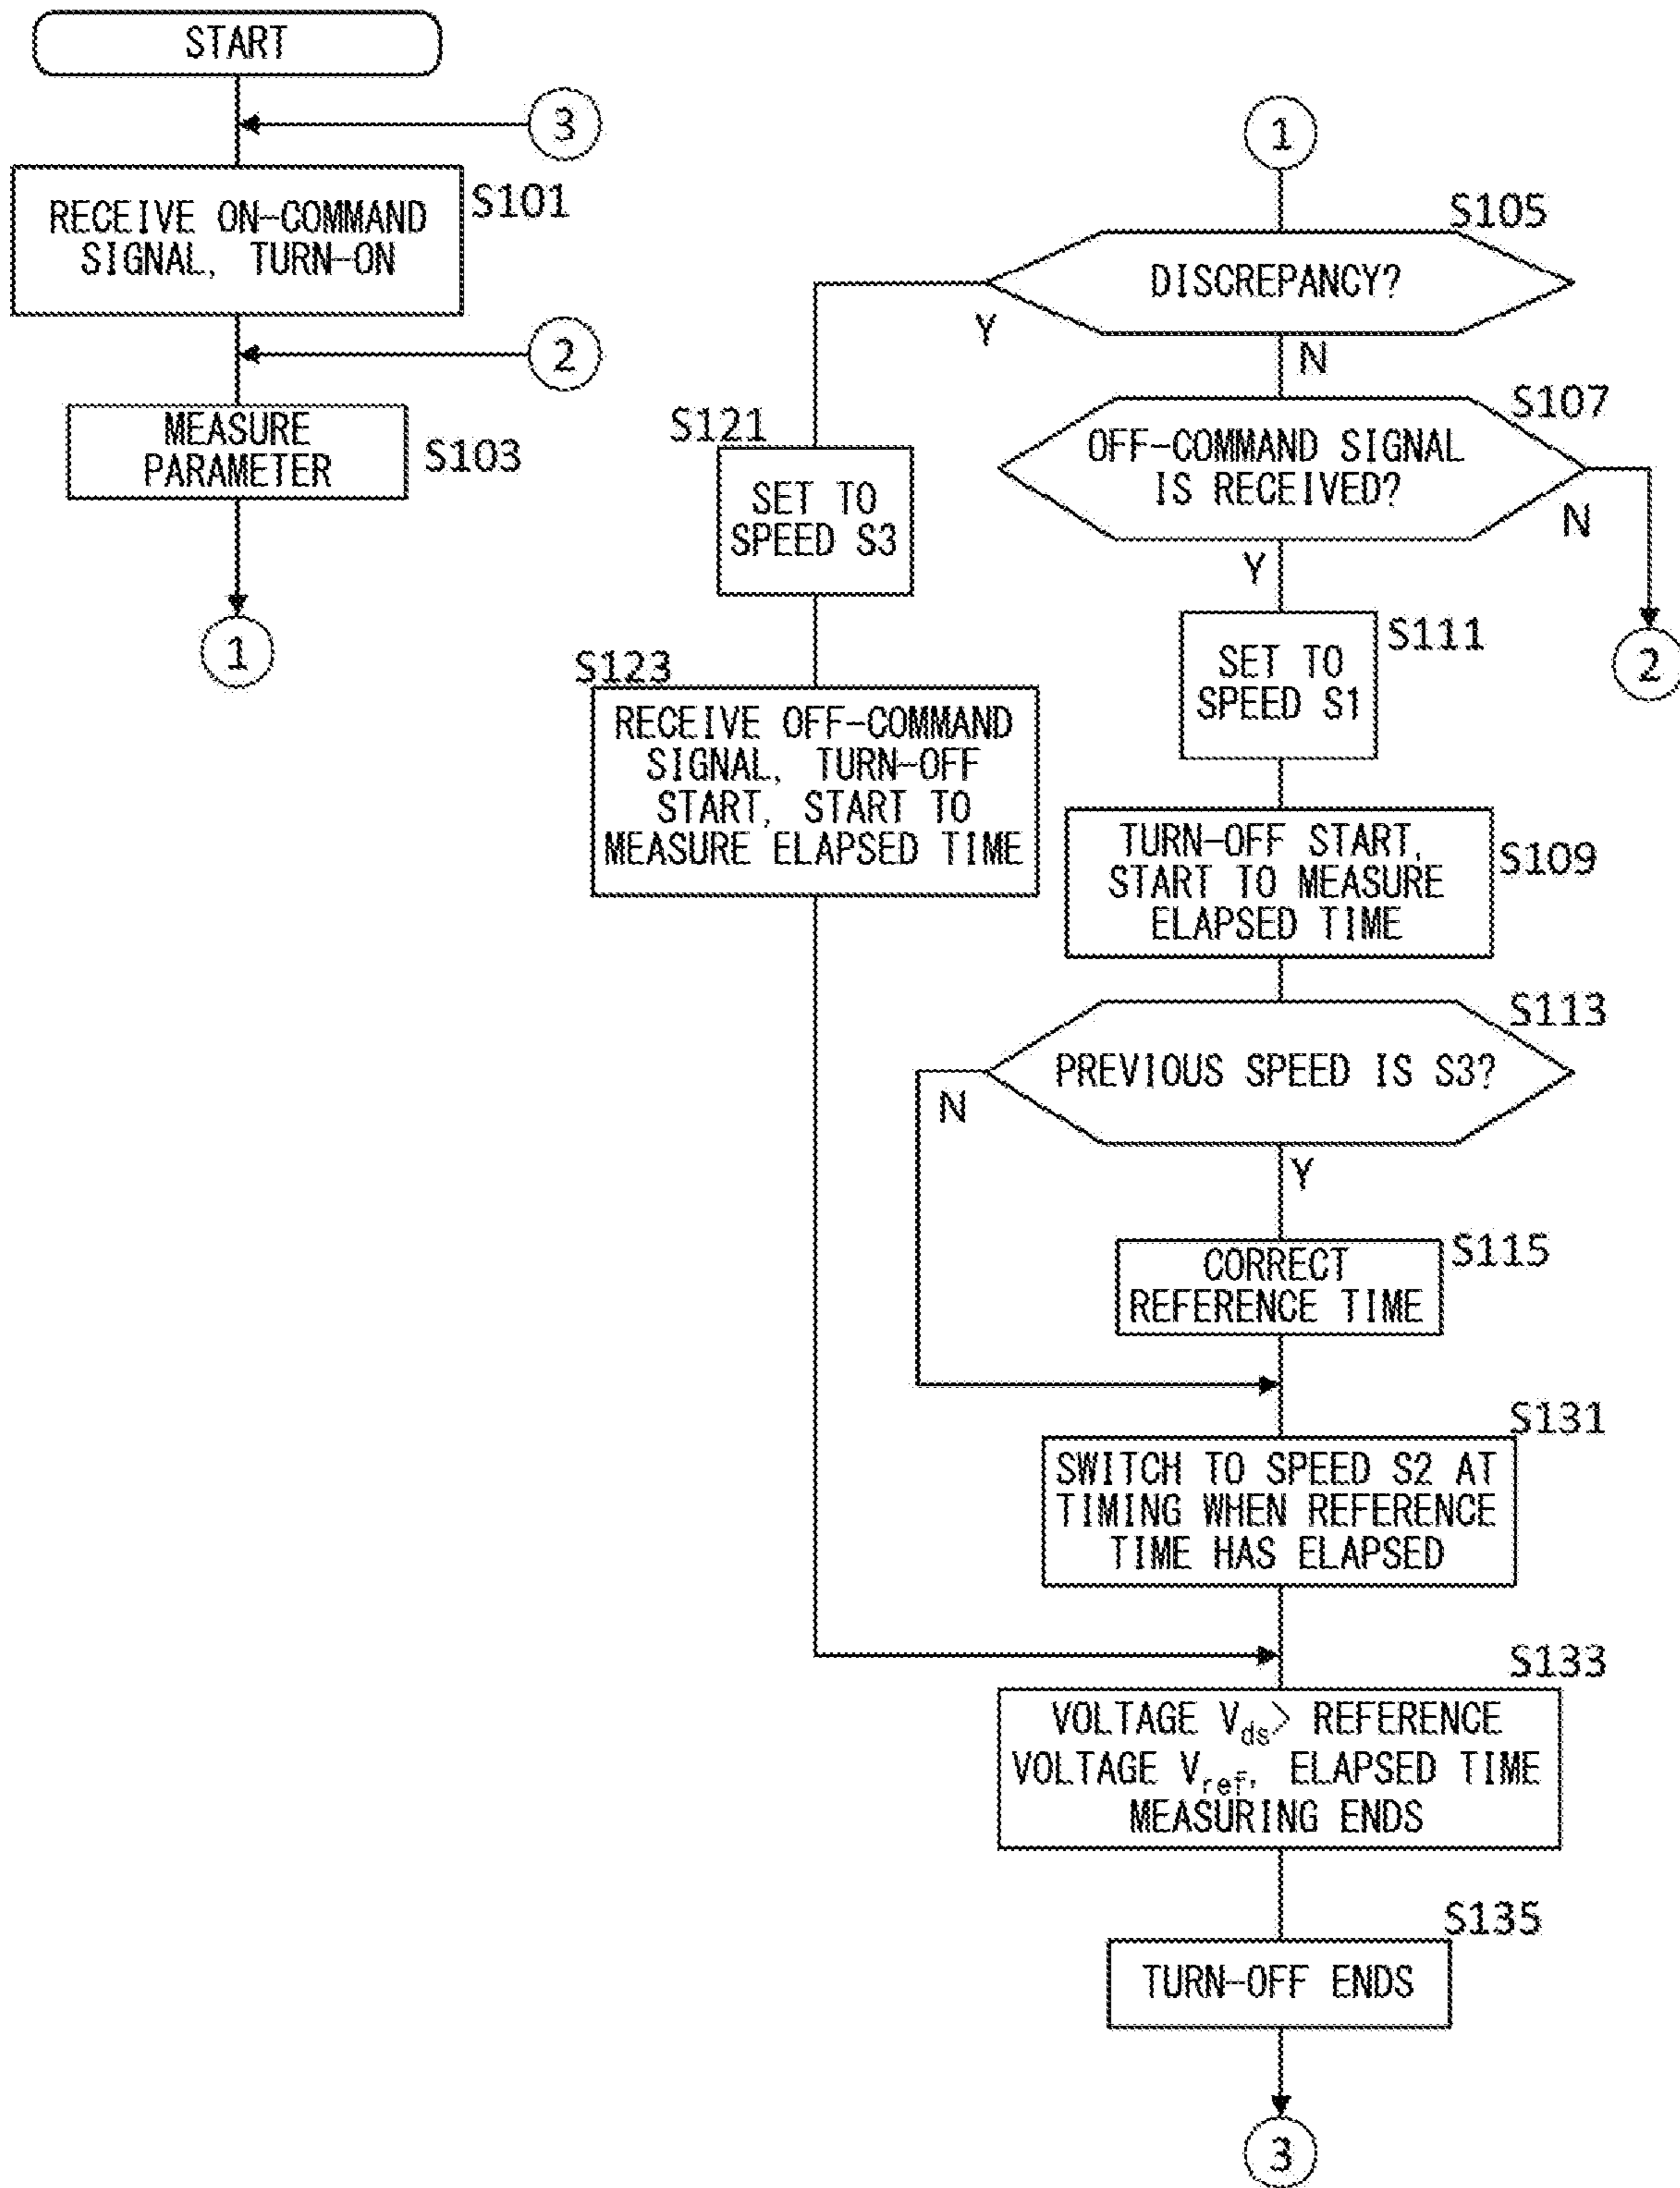 START
3
RECEIVE ON-COMMAND
SIGNAL, TURN-ON
S101
2
MEASURE
PARAMETER
S103
1
1
S105
DISCREPANCY?
Y
N
S107
OFF-COMMAND SIGNAL
IS RECEIVED?
N
Y
2
S121
SET TO
SPEED S3
S123
RECEIVE OFF-COMMAND
SIGNAL, TURN-OFF
START, START TO
MEASURE ELAPSED TIME
S111
SET TO
SPEED S1
TURN-OFF START,
START TO MEASURE
ELAPSED TIME
S109
S113
PREVIOUS SPEED IS S3?
N
Y
S115
CORRECT
REFERENCE TIME
S131
SWITCH TO SPEED S2 AT
TIMING WHEN REFERENCE
TIME HAS ELAPSED
S133
VOLTAGE Vds> REFERENCE
VOLTAGE Vref, ELAPSED TIME
MEASURING ENDS
S135
TURN-OFF ENDS
3